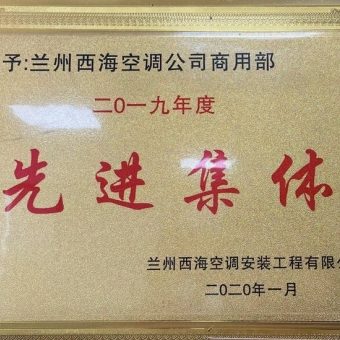 予:兰州西海空调公司商用部
二〇一九年度
先进集体
兰州西海空调安装工程有限
二〇二〇年一月